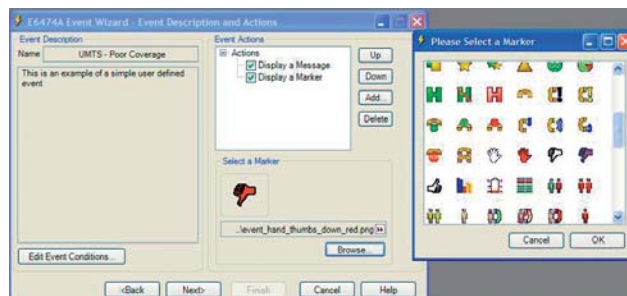 E6474A Event Wizard - Event Description and Actions
Event Description
Name
UMTS - Poor Coverage
This is an example of a simple user defined
event
Edit Event Conditions...
Event Actions
Actions
Display a Message
Display a Marker
Up
Down
Add...
Delete
Select a Marker
...\event_hand_thumbs_down_red.png
Browse...
<Back
Next>
Finish
Cancel
Help
Please Select a Marker
Cancel
OK